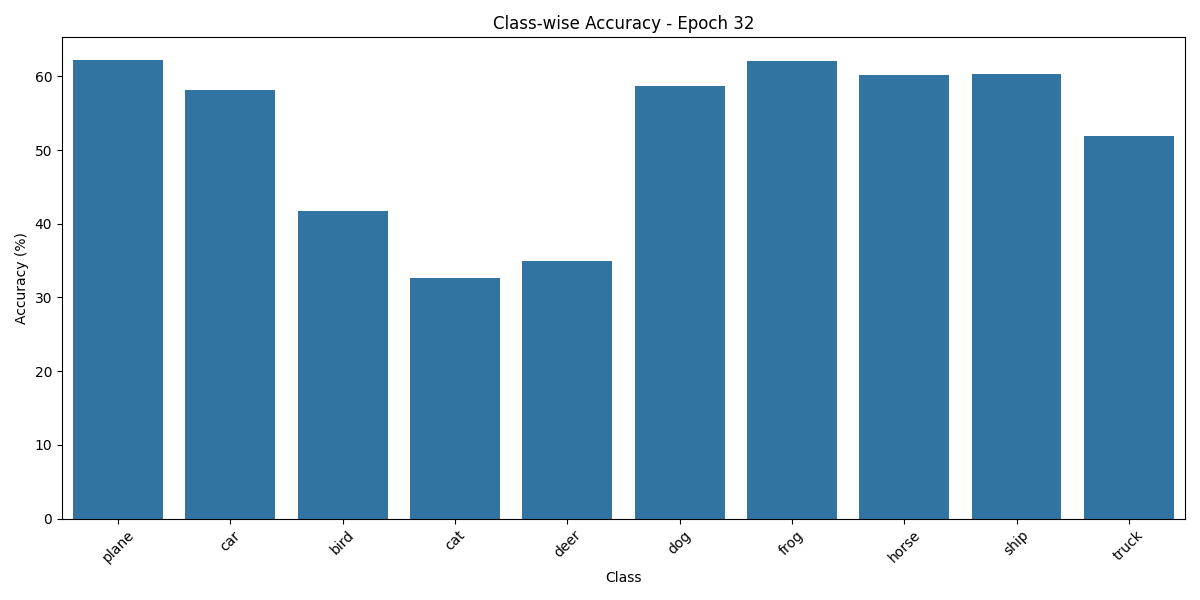 Class-wise Accuracy - Epoch 32
Accuracy (%)
60
50
40
30
20
10
0
plane
car
bird
cat
deer
dog
frog
horse
ship
truck
Class